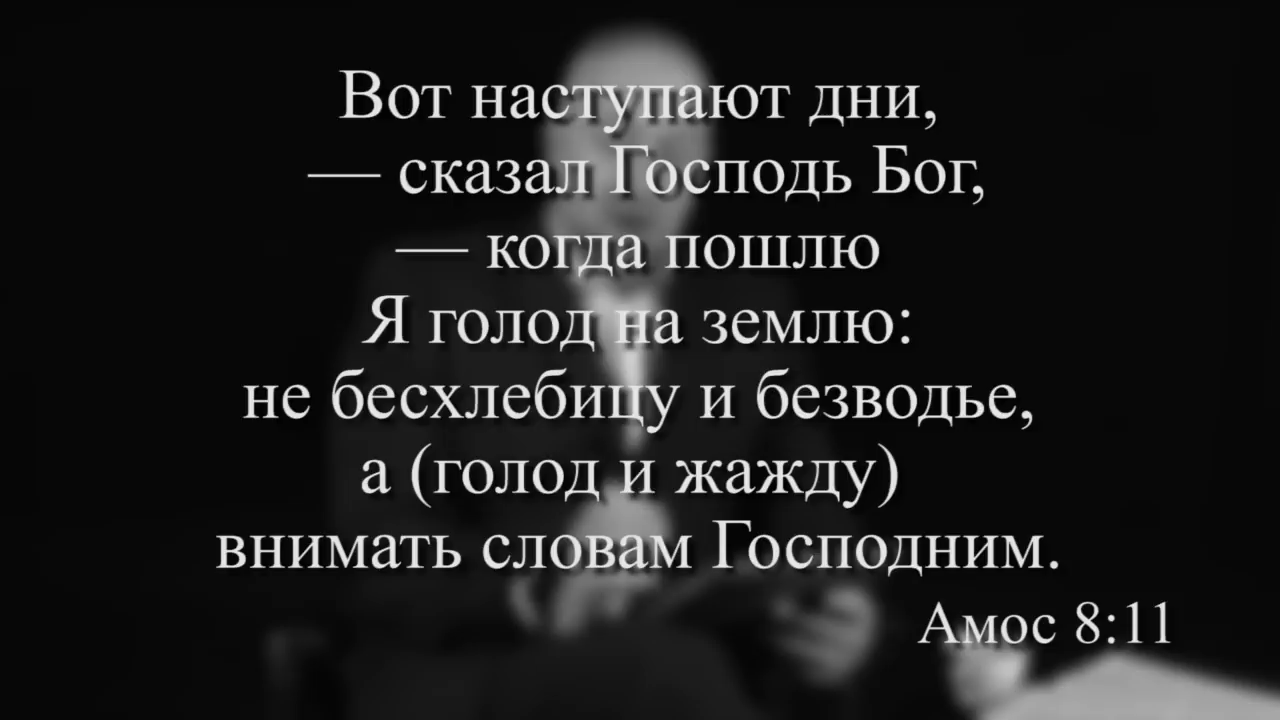 Вот наступают дни,
— сказал Господь Бог,
— когда пошлю
Я голод на землю:
не бесхлебицу и безводье,
а (голод и жажду)
внимать словам Господним.
Амос 8:11